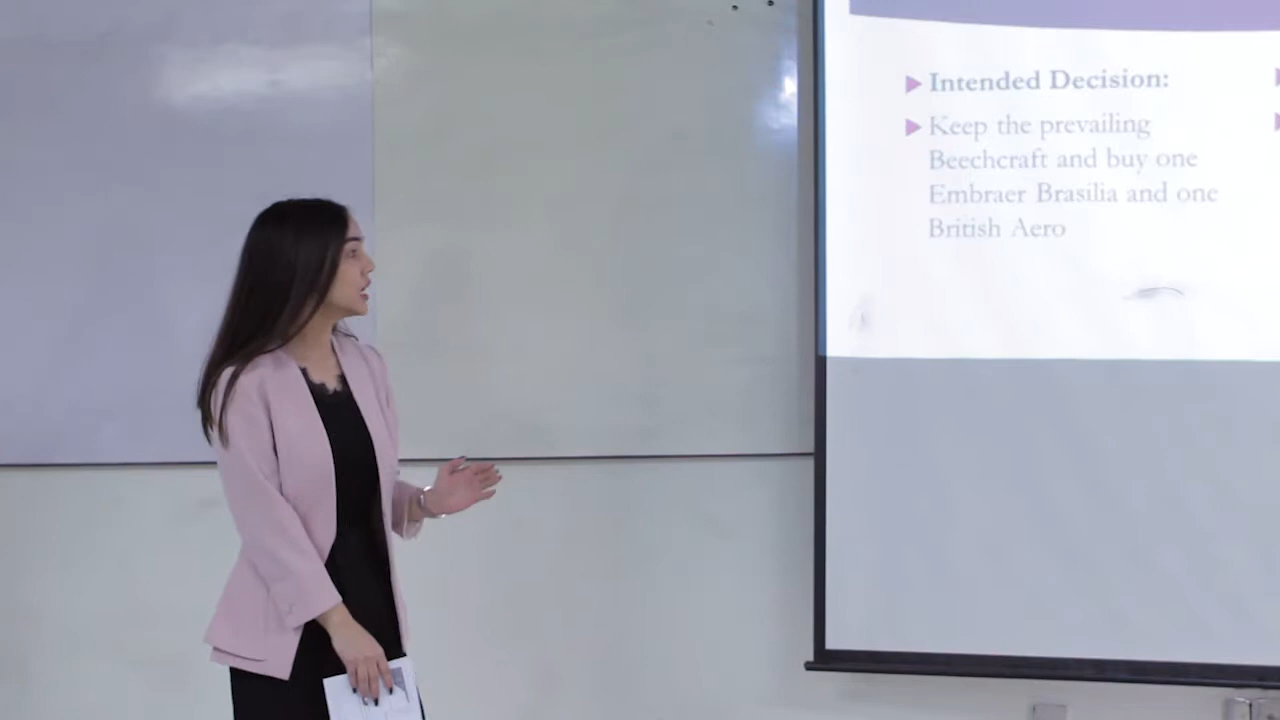 Intended Decision:
Keep the prevailing
Beechcraft and buy one
Embraer Brasilia and one
British Aero